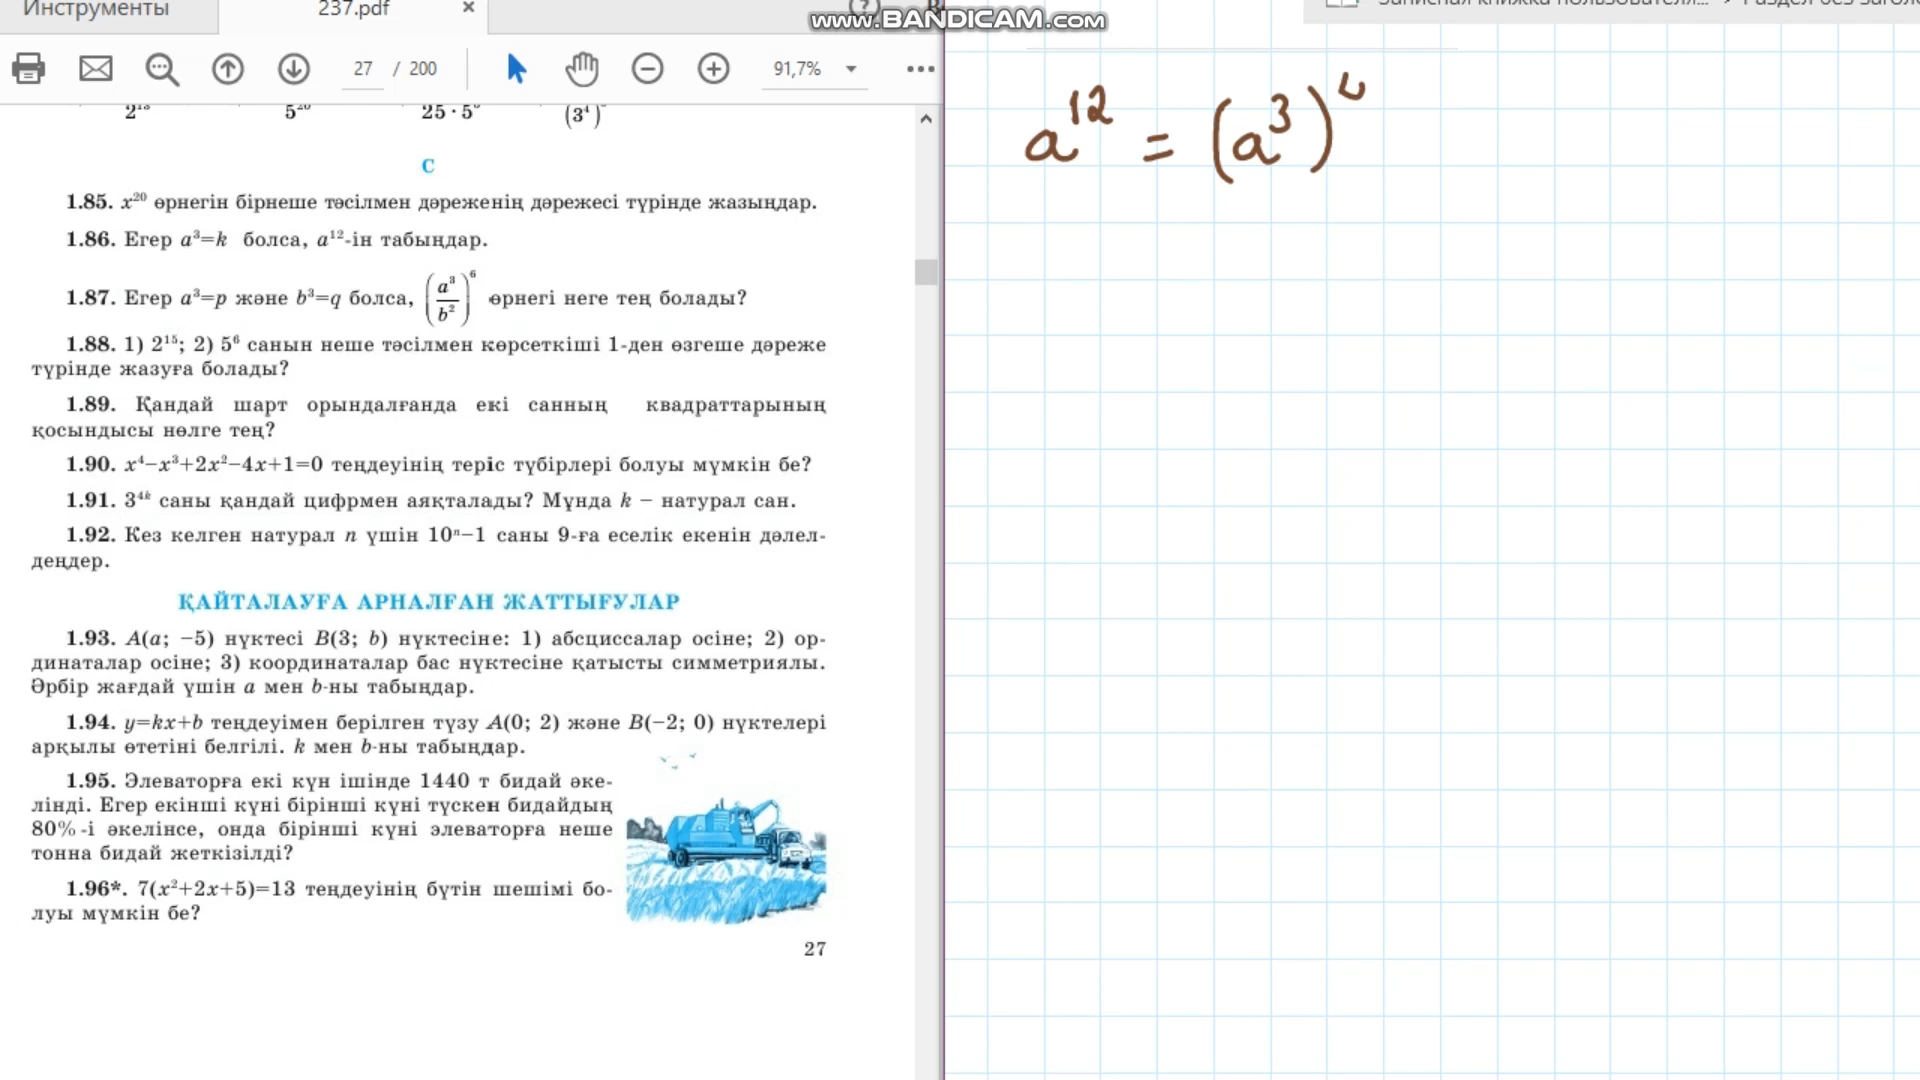 Инструменты
237.pdf ×
www.BANDICAM.com
27 / 200
91,7%
25 · 5
(3⁴)
C
1.85. x²⁰ өрнегін бірнеше тәсілмен дәреженің дәрежесі түрінде жазыңдар.
1.86. Егер a³=k болса, a¹²-ін табыңдар.
1.87. Егер a³=p және b³=q болса, (a³/b²)⁶ өрнегі неге тең болады?
1.88. 1) 2¹⁵; 2) 5⁶ санын неше тәсілмен көрсеткіші 1-ден өзгеше дәреже
түрінде жазуға болады?
1.89. Қандай шарт орындалғанда екі санның квадраттарының
қосындысы нөлге тең?
1.90. x⁴−x³+2x²−4x+1=0 теңдеуінің теріс түбірлері болуы мүмкін бе?
1.91. 3⁴ᵏ саны қандай цифрмен аяқталады? Мұнда k − натурал сан.
1.92. Кез келген натурал n үшін 10ⁿ−1 саны 9-ға еселік екенін дәлел-
деңдер.
ҚАЙТАЛАУҒА АРНАЛҒАН ЖАТТЫҒУЛАР
1.93. A(a; −5) нүктесі B(3; b) нүктесіне: 1) абсциссалар осіне; 2) ор-
динаталар осіне; 3) координаталар бас нүктесіне қатысты симметриялы.
Әрбір жағдай үшін a мен b-ны табыңдар.
1.94. y=kx+b теңдеуімен берілген түзу A(0; 2) және B(−2; 0) нүктелері
арқылы өтетіні белгілі. k мен b-ны табыңдар.
1.95. Элеваторға екі күн ішінде 1440 т бидай әке-
лінді. Егер екінші күні бірінші күні түскен бидайдың
80%-і әкелінсе, онда бірінші күні элеваторға неше
тонна бидай жеткізілді?
1.96*. 7(x²+2x+5)=13 теңдеуінің бүтін шешімі бо-
луы мүмкін бе?
27
a¹² = (a³)⁴